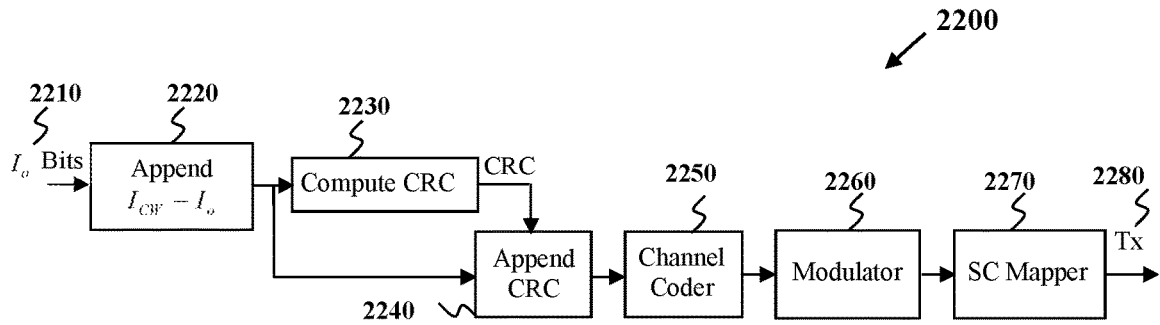 2200
2210
2220
2230
I_o Bits
Append
I_CW − I_o
Compute CRC
CRC
2250
2260
2270
2280
Tx
Append
CRC
Channel
Coder
Modulator
SC Mapper
2240